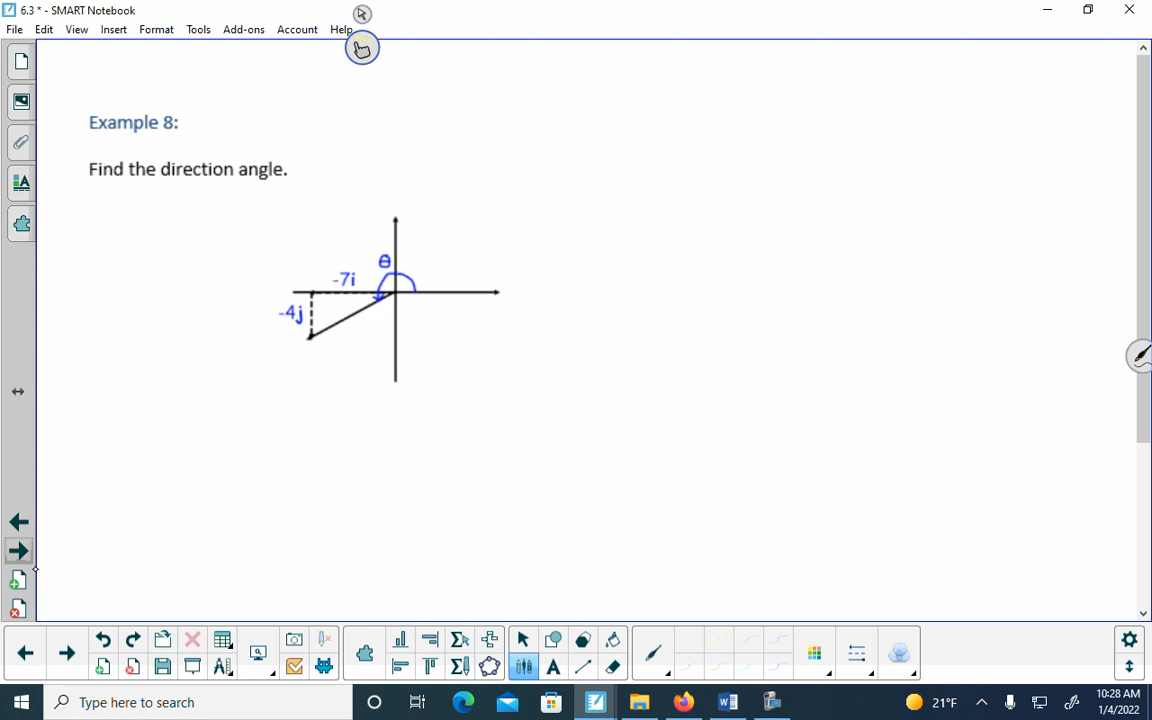 6.3 * - SMART Notebook
File Edit View Insert Format Tools Add-ons Account Help
Example 8:
Find the direction angle.
θ
-7i
-4j
Type here to search
21°F
10:28 AM
1/4/2022